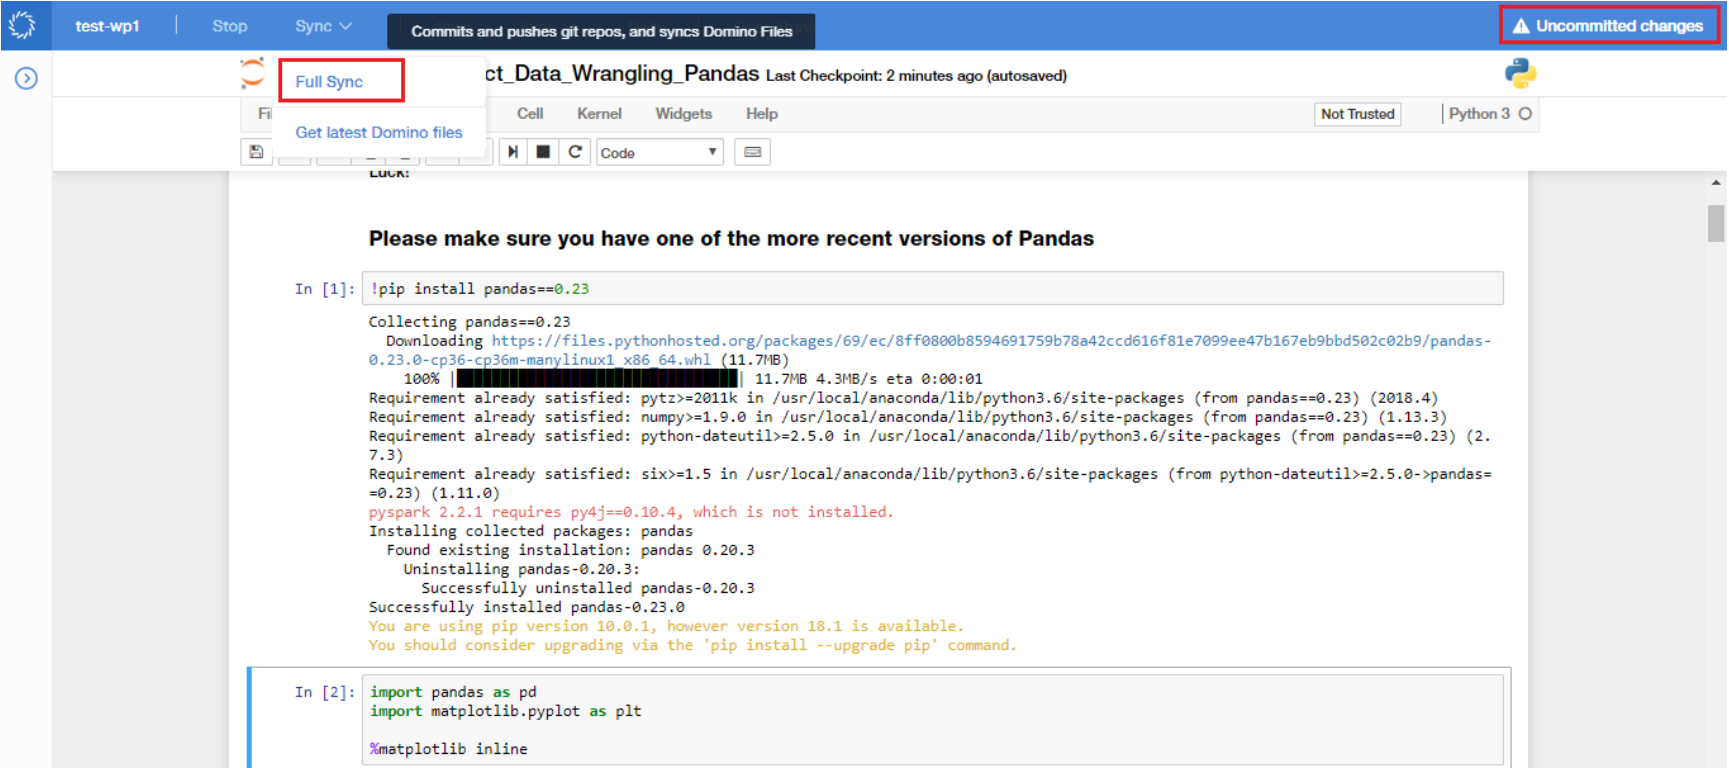 test-wp1
Stop
Sync
Commits and pushes git repos, and syncs Domino Files
Uncommitted changes
Full Sync
Get latest Domino files
ct_Data_Wrangling_Pandas Last Checkpoint: 2 minutes ago (autosaved)
Fi
Cell
Kernel
Widgets
Help
Not Trusted
Python 3
Code
Luck!
Please make sure you have one of the more recent versions of Pandas
In [1]: !pip install pandas==0.23
Collecting pandas==0.23
Downloading https://files.pythonhosted.org/packages/69/ec/8ff0800b8594691759b78a42ccd616f81e7099ee47b167eb9bbd502c02b9/pandas-
0.23.0-cp36-cp36m-manylinux1_x86_64.whl (11.7MB)
100% || 11.7MB 4.3MB/s eta 0:00:01
Requirement already satisfied: pytz>=2011k in /usr/local/anaconda/lib/python3.6/site-packages (from pandas==0.23) (2018.4)
Requirement already satisfied: numpy>=1.9.0 in /usr/local/anaconda/lib/python3.6/site-packages (from pandas==0.23) (1.13.3)
Requirement already satisfied: python-dateutil>=2.5.0 in /usr/local/anaconda/lib/python3.6/site-packages (from pandas==0.23) (2.
7.3)
Requirement already satisfied: six>=1.5 in /usr/local/anaconda/lib/python3.6/site-packages (from python-dateutil>=2.5.0->pandas=
=0.23) (1.11.0)
pyspark 2.2.1 requires py4j==0.10.4, which is not installed.
Installing collected packages: pandas
Found existing installation: pandas 0.20.3
Uninstalling pandas-0.20.3:
Successfully uninstalled pandas-0.20.3
Successfully installed pandas-0.23.0
You are using pip version 10.0.1, however version 18.1 is available.
You should consider upgrading via the 'pip install --upgrade pip' command.
In [2]: import pandas as pd
import matplotlib.pyplot as plt
%matplotlib inline